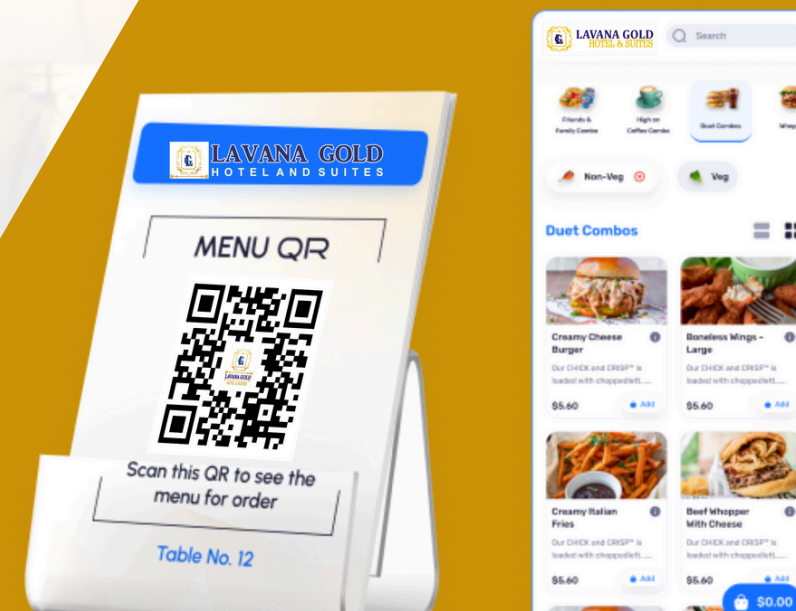 LAVANA GOLD
HOTEL AND SUITES
MENU QR
LAVANA GOLD
HOTEL & SUITES
Scan this QR to see the
menu for order
Table No. 12
LAVANA GOLD
HOTEL & SUITES
Search
Friends &
Family Combo
High on
Coffee Combo
Duet Combos
Non-Veg
Veg
Duet Combos
Creamy Cheese
Burger
Our CHICK and CRISP™ is
loaded with choppedlett.....
$5.60
Add
Boneless Wings -
Large
Our CHICK and CRISP™ is
loaded with choppedlett.....
$5.60
Add
Creamy Italian
Fries
Our CHICK and CRISP™ is
loaded with choppedlett.....
$5.60
Add
Beef Whopper
With Cheese
Our CHICK and CRISP™ is
loaded with choppedlett.....
$5.60
Add
$0.00